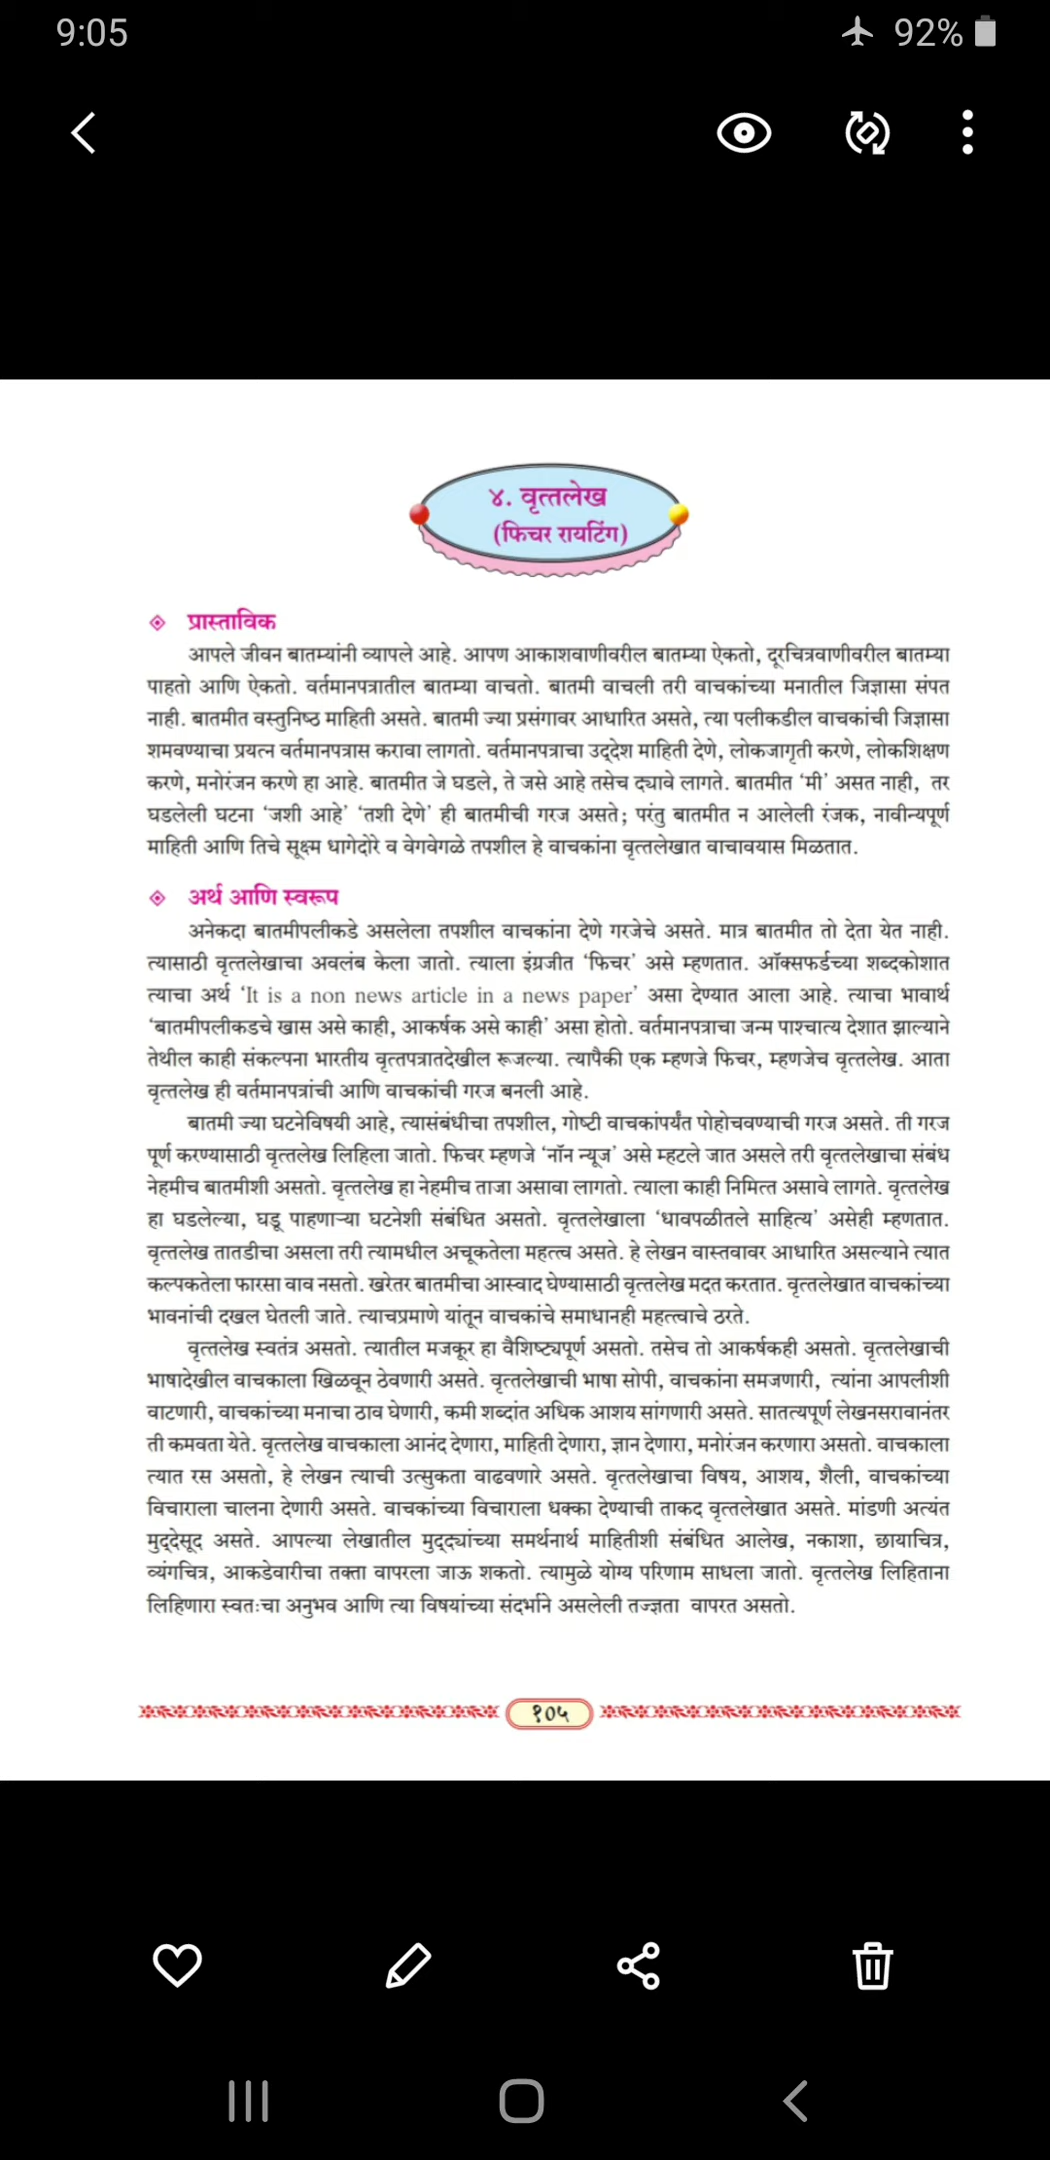 9:05
92%
४. वृत्तलेख
(फिचर रायटिंग)
प्रास्ताविक
आपले जीवन बातम्यांनी व्यापले आहे. आपण आकाशवाणीवरील बातम्या ऐकतो, दूरचित्रवाणीवरील बातम्या
पाहतो आणि ऐकतो. वर्तमानपत्रातील बातम्या वाचतो. बातमी वाचली तरी वाचकांच्या मनातील जिज्ञासा संपत
नाही. बातमीत वस्तुनिष्ठ माहिती असते. बातमी ज्या प्रसंगावर आधारित असते, त्या पलीकडील वाचकांची जिज्ञासा
शमवण्याचा प्रयत्न वर्तमानपत्रास करावा लागतो. वर्तमानपत्राचा उद्देश माहिती देणे, लोकजागृती करणे, लोकशिक्षण
करणे, मनोरंजन करणे हा आहे. बातमीत जे घडले, ते जसे आहे तसेच द्यावे लागते. बातमीत ‘मी’ असत नाही, तर
घडलेली घटना ‘जशी आहे’ ‘तशी देणे’ ही बातमीची गरज असते; परंतु बातमीत न आलेली रंजक, नावीन्यपूर्ण
माहिती आणि तिचे सूक्ष्म धागेदोरे व वेगवेगळे तपशील हे वाचकांना वृत्तलेखात वाचावयास मिळतात.
अर्थ आणि स्वरूप
अनेकदा बातमीपलीकडे असलेला तपशील वाचकांना देणे गरजेचे असते. मात्र बातमीत तो देता येत नाही.
त्यासाठी वृत्तलेखाचा अवलंब केला जातो. त्याला इंग्रजीत ‘फिचर’ असे म्हणतात. ऑक्सफर्डच्या शब्दकोशात
त्याचा अर्थ ‘It is a non news article in a news paper’ असा देण्यात आला आहे. त्याचा भावार्थ
‘बातमीपलीकडचे खास असे काही, आकर्षक असे काही’ असा होतो. वर्तमानपत्राचा जन्म पाश्चात्य देशात झाल्याने
तेथील काही संकल्पना भारतीय वृत्तपत्रातदेखील रूजल्या. त्यापैकी एक म्हणजे फिचर, म्हणजेच वृत्तलेख. आता
वृत्तलेख ही वर्तमानपत्रांची आणि वाचकांची गरज बनली आहे.
बातमी ज्या घटनेविषयी आहे, त्यासंबंधीचा तपशील, गोष्टी वाचकांपर्यंत पोहोचवण्याची गरज असते. ती गरज
पूर्ण करण्यासाठी वृत्तलेख लिहिला जातो. फिचर म्हणजे ‘नॉन न्यूज’ असे म्हटले जात असले तरी वृत्तलेखाचा संबंध
नेहमीच बातमीशी असतो. वृत्तलेख हा नेहमीच ताजा असावा लागतो. त्याला काही निमित्त असावे लागते. वृत्तलेख
हा घडलेल्या, घडू पाहणाऱ्या घटनेशी संबंधित असतो. वृत्तलेखाला ‘धावपळीतले साहित्य’ असेही म्हणतात.
वृत्तलेख तातडीचा असला तरी त्यामधील अचूकतेला महत्त्व असते. हे लेखन वास्तवावर आधारित असल्याने त्यात
कल्पकतेला फारसा वाव नसतो. खरेतर बातमीचा आस्वाद घेण्यासाठी वृत्तलेख मदत करतात. वृत्तलेखात वाचकांच्या
भावनांची दखल घेतली जाते. त्याचप्रमाणे यांतून वाचकांचे समाधानही महत्त्वाचे ठरते.
वृत्तलेख स्वतंत्र असतो. त्यातील मजकूर हा वैशिष्ट्यपूर्ण असतो. तसेच तो आकर्षकही असतो. वृत्तलेखाची
भाषादेखील वाचकाला खिळवून ठेवणारी असते. वृत्तलेखाची भाषा सोपी, वाचकांना समजणारी, त्यांना आपलीशी
वाटणारी, वाचकांच्या मनाचा ठाव घेणारी, कमी शब्दांत अधिक आशय सांगणारी असते. सातत्यपूर्ण लेखनसरावानंतर
ती कमवता येते. वृत्तलेख वाचकाला आनंद देणारा, माहिती देणारा, ज्ञान देणारा, मनोरंजन करणारा असतो. वाचकाला
त्यात रस असतो, हे लेखन त्याची उत्सुकता वाढवणारे असते. वृत्तलेखाचा विषय, आशय, शैली, वाचकांच्या
विचाराला चालना देणारी असते. वाचकांच्या विचाराला धक्का देण्याची ताकद वृत्तलेखात असते. मांडणी अत्यंत
मुद्देसूद असते. आपल्या लेखातील मुद्द्यांच्या समर्थनार्थ माहितीशी संबंधित आलेख, नकाशा, छायाचित्र,
व्यंगचित्र, आकडेवारीचा तक्ता वापरला जाऊ शकतो. त्यामुळे योग्य परिणाम साधला जातो. वृत्तलेख लिहिताना
लिहिणारा स्वतःचा अनुभव आणि त्या विषयांच्या संदर्भाने असलेली तज्ज्ञता वापरत असतो.
१०५